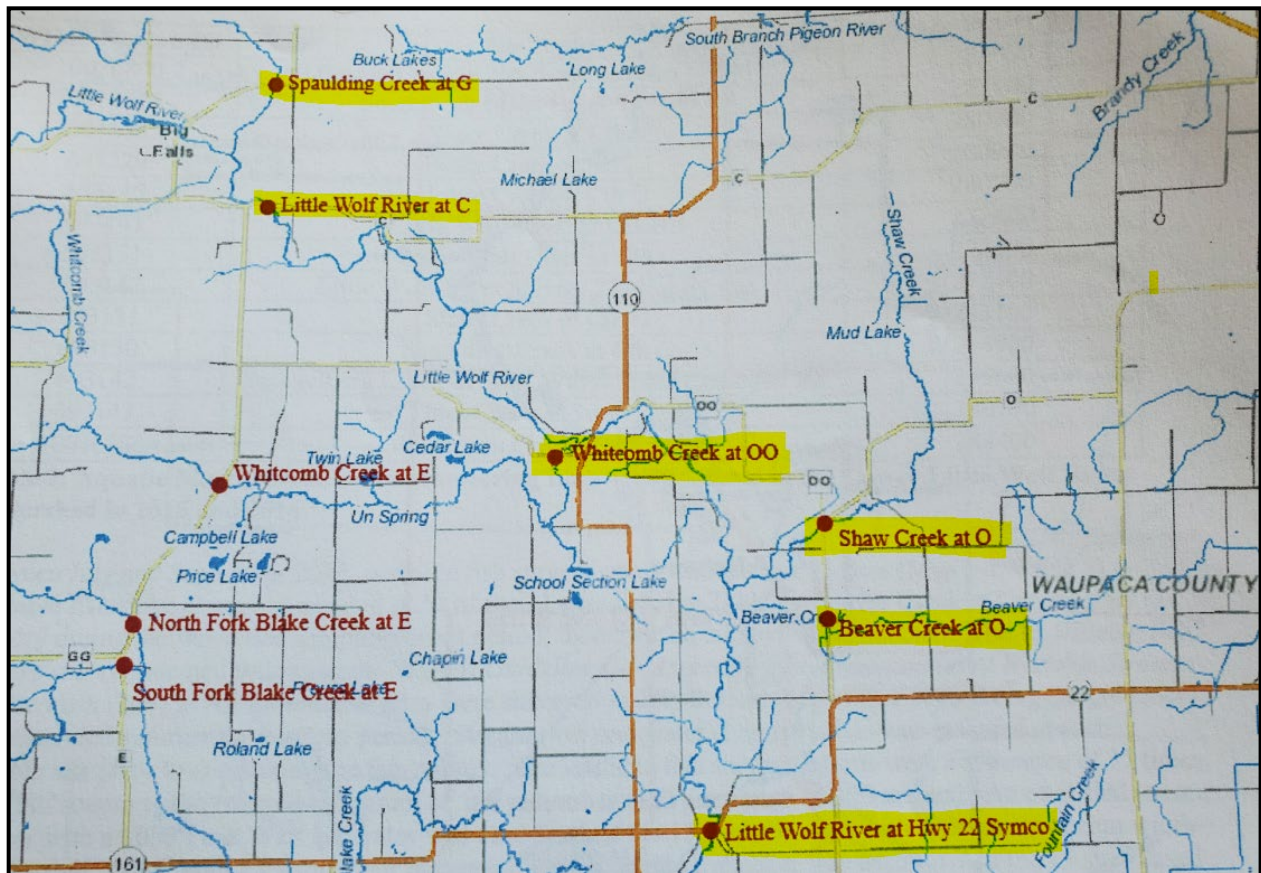 South Branch Pigeon River
Buck Lakes
Long Lake
Spaulding Creek at G
Little Wolf River
Big
Falls
C
Brandy Creek
Michael Lake
C
Little Wolf River at C
C
Shaw Creek
Whitcomb Creek
110
Mud Lake
Little Wolf River
OO
O
Cedar Lake
Twin Lake
Whitcomb Creek at OO
Whitcomb Creek at E
Un Spring
OO
Shaw Creek at O
Campbell Lake
Price Lake
School Section Lake
WAUPACA COUNTY
Beaver Creek
Beaver Cr
Beaver Creek at O
North Fork Blake Creek at E
GG
South Fork Blake Creek at E
Chapin Lake
22
Roland Lake
E
Little Wolf River at Hwy 22 Symco
Fountain Creek
lake Creek
161